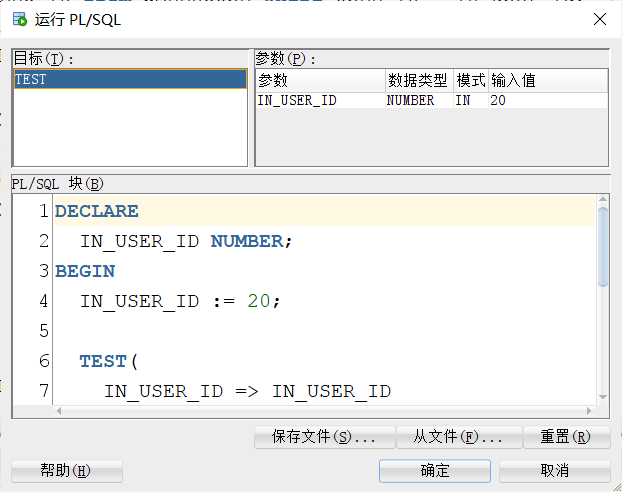 运行 PL/SQL
目标(T):
TEST
参数(P):
参数 数据类型 模式 输入值
IN_USER_ID NUMBER IN 20
PL/SQL 块(B)
1 DECLARE
2 IN_USER_ID NUMBER;
3 BEGIN
4 IN_USER_ID := 20;
5
6 TEST(
7 IN_USER_ID => IN_USER_ID
保存文件(S)... 从文件(F)... 重置(R)
帮助(H) 确定 取消